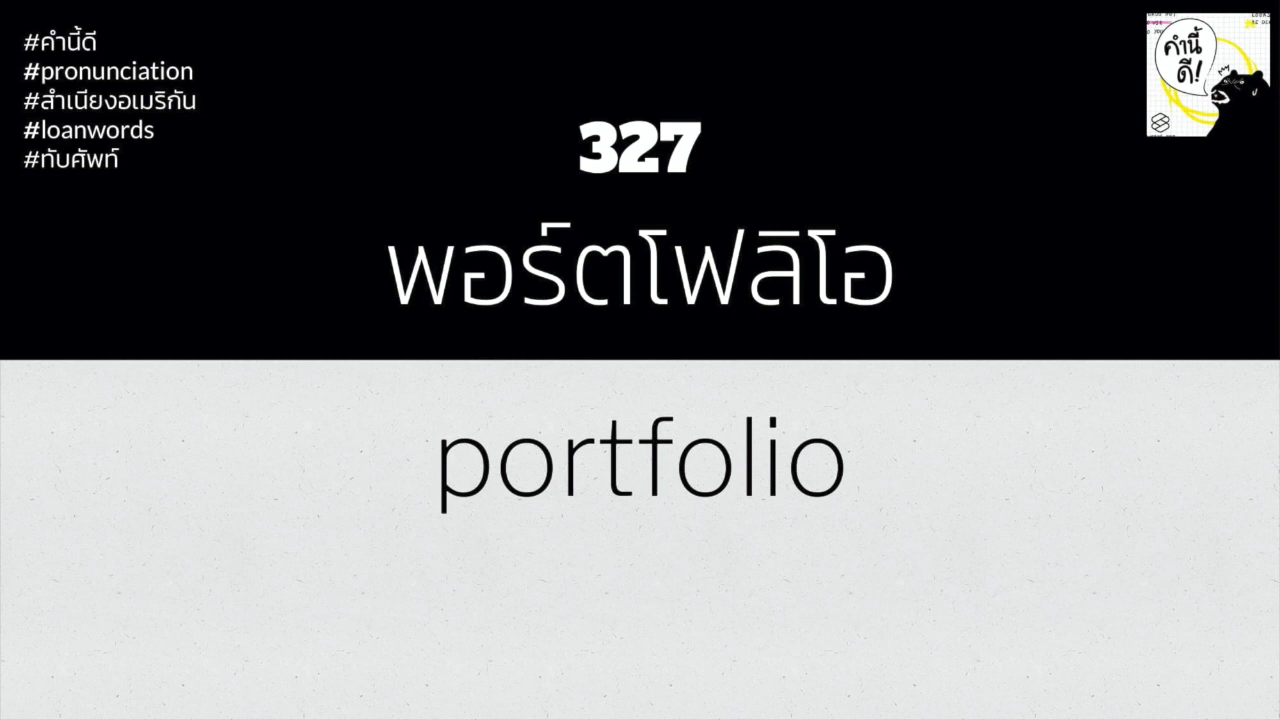 #คำนี้ดี
#pronunciation
#สำเนียงอเมริกัน
#loanwords
#ทับศัพท์
คำนี้
ดี!
327
พอร์ตโฟลิโอ
portfolio